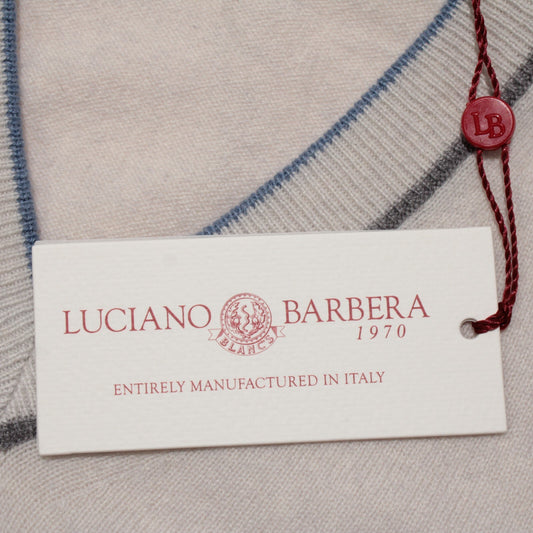 LB
LUCIANO BARBERA
BLANCS
1970
ENTIRELY MANUFACTURED IN ITALY